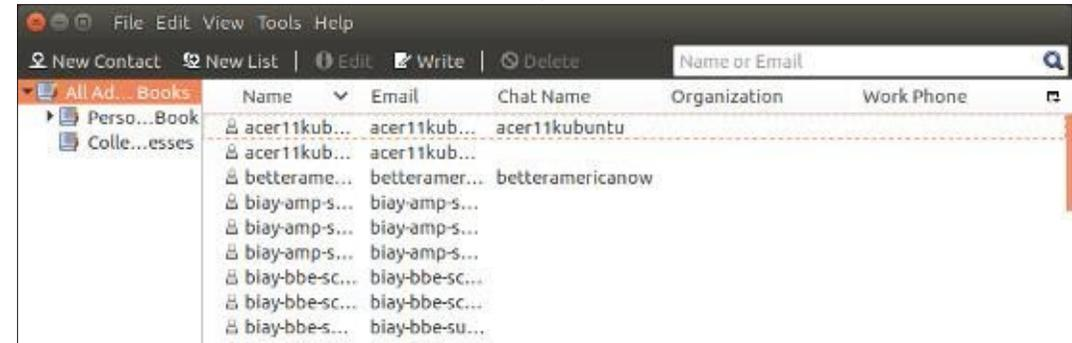 File Edit View Tools Help
New Contact New List Edit Write Delete Name or Email
All Ad... Books Name Email Chat Name Organization Work Phone
Perso...Book acer11kub... acer11kub... acer11kubuntu
Colle...esses acer11kub... acer11kub...
betterame... betteramer... betteramericanow
biay-amp-s... biay-amp-s...
biay-amp-s... biay-amp-s...
biay-amp-s... biay-amp-s...
biay-bbe-sc... biay-bbe-sc...
biay-bbe-sc... biay-bbe-sc...
biay-bbe-s... biay-bbe-su...